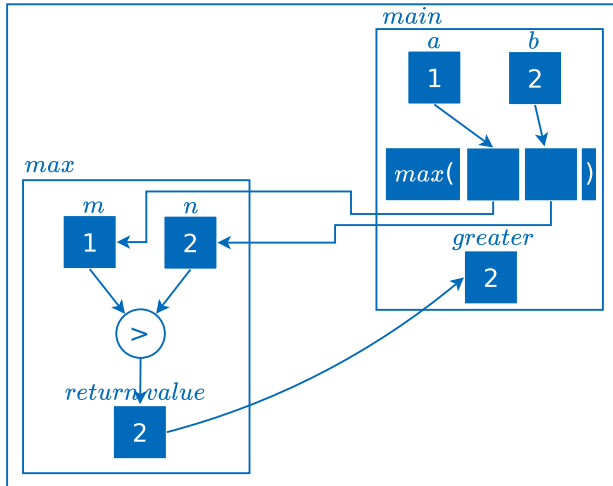 main
a b
1 2
max( )
max
m n
1 2
greater
2
>
return value
2